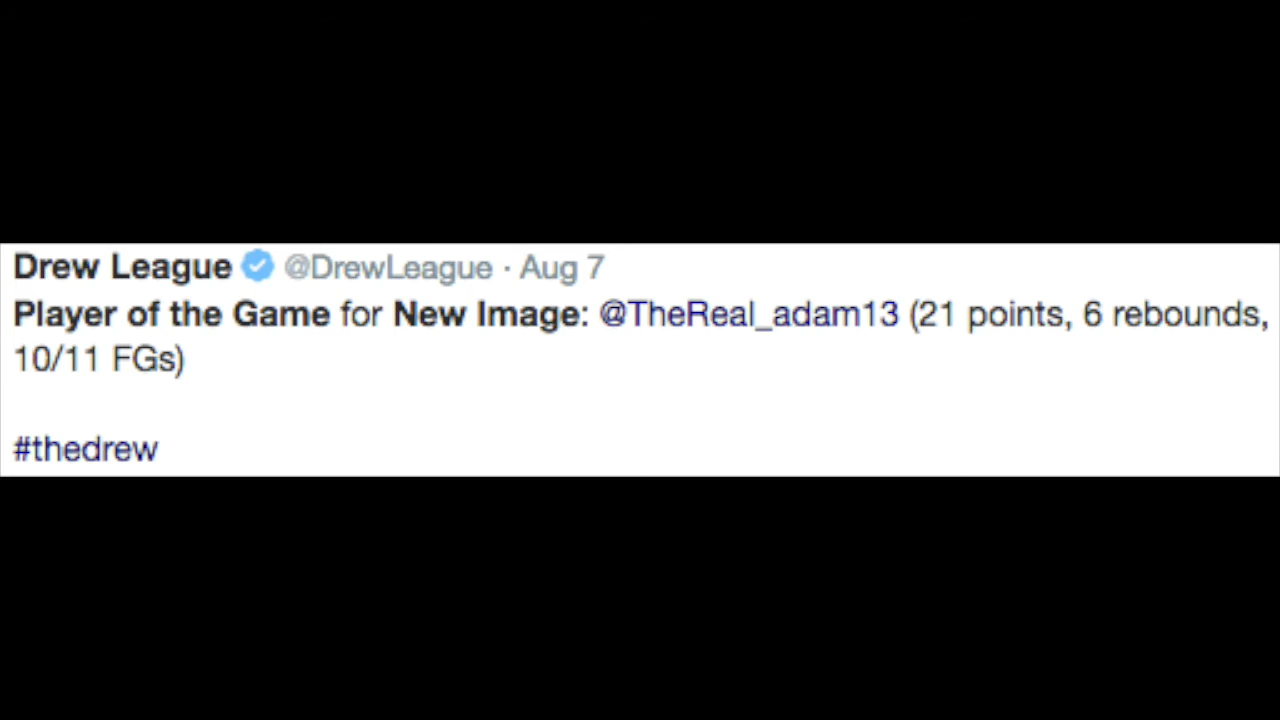 Drew League @DrewLeague · Aug 7
Player of the Game for New Image: @TheReal_adam13 (21 points, 6 rebounds,
10/11 FGs)
#thedrew